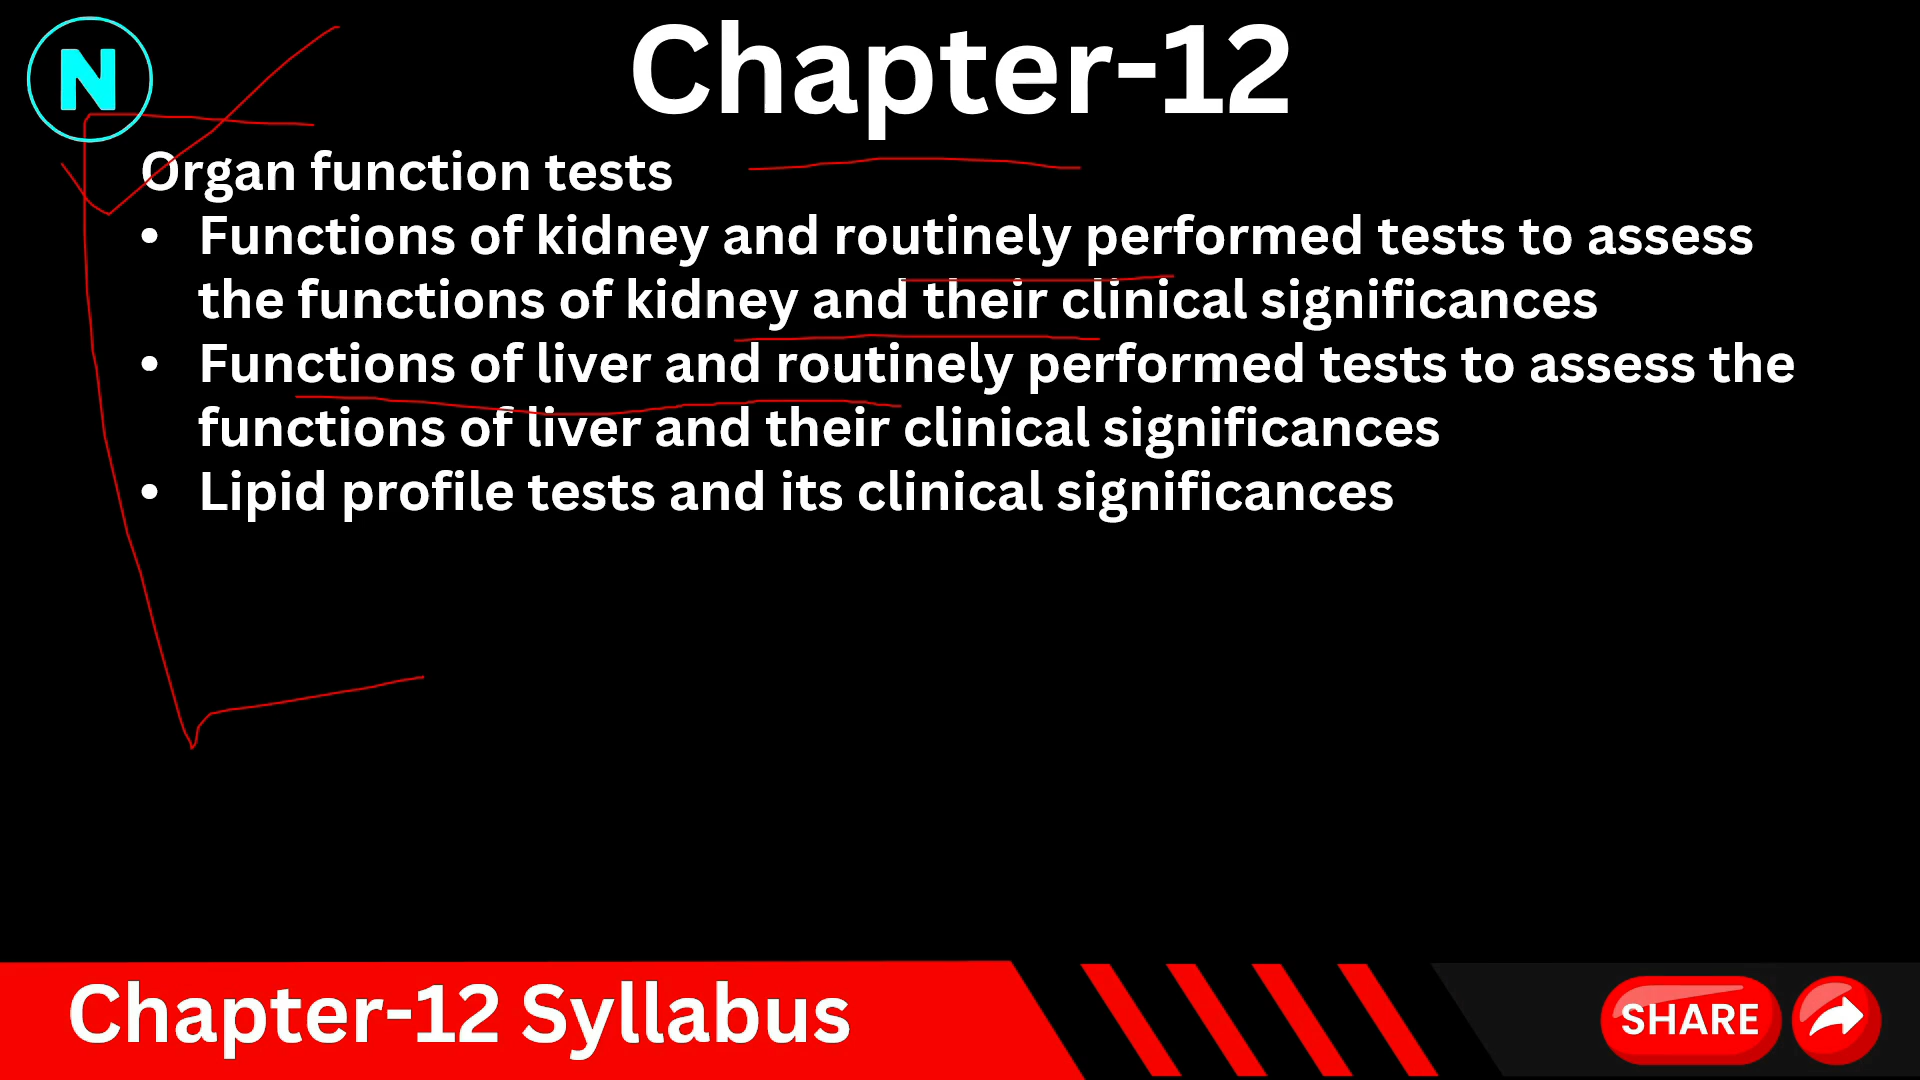 N
Chapter-12
Organ function tests
• Functions of kidney and routinely performed tests to assess
the functions of kidney and their clinical significances
• Functions of liver and routinely performed tests to assess the
functions of liver and their clinical significances
• Lipid profile tests and its clinical significances
Chapter-12 Syllabus
SHARE